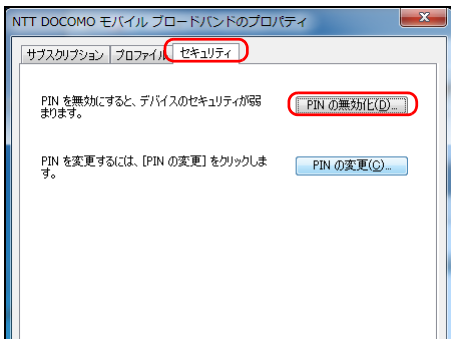 NTT DOCOMO モバイル ブロードバンドのプロパティ
サブスクリプション プロファイル セキュリティ
PIN を無効にすると、デバイスのセキュリティが弱
まります。
PIN の無効化(D)...
PIN を変更するには、[PIN の変更] をクリックしま
す。
PIN の変更(C)...